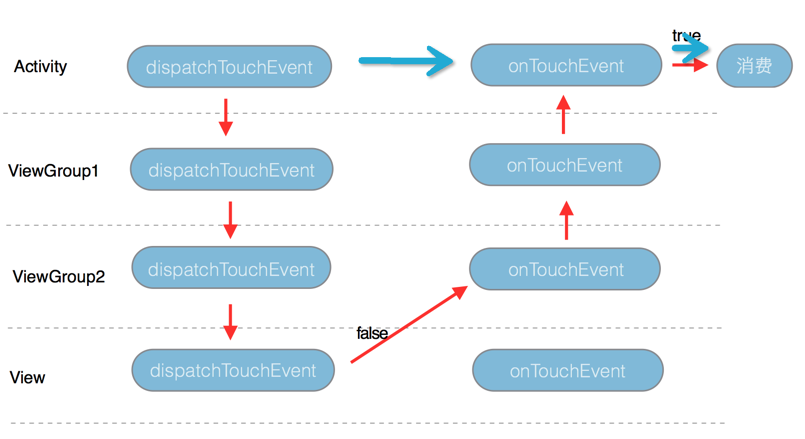 true
Activity
dispatchTouchEvent
onTouchEvent
消费
ViewGroup1
dispatchTouchEvent
onTouchEvent
ViewGroup2
dispatchTouchEvent
onTouchEvent
false
View
dispatchTouchEvent
onTouchEvent